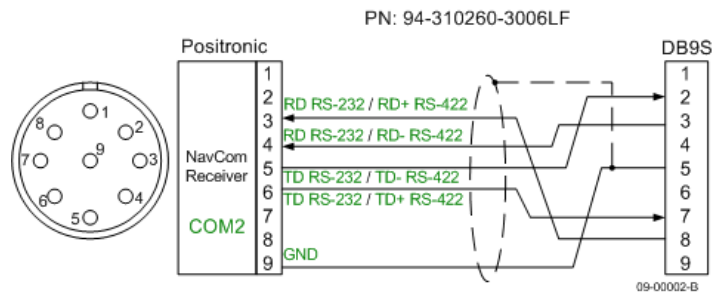 PN: 94-310260-3006LF
Positronic
DB9S
1
2
3
4
5
6
7
8
9
NavCom
Receiver
COM2
1
2
3
4
5
6
7
8
9
RD RS-232 / RD+ RS-422
RD RS-232 / RD- RS-422
TD RS-232 / TD- RS-422
TD RS-232 / TD+ RS-422
GND
1
2
3
5
6
7
8
9
09-00002-B